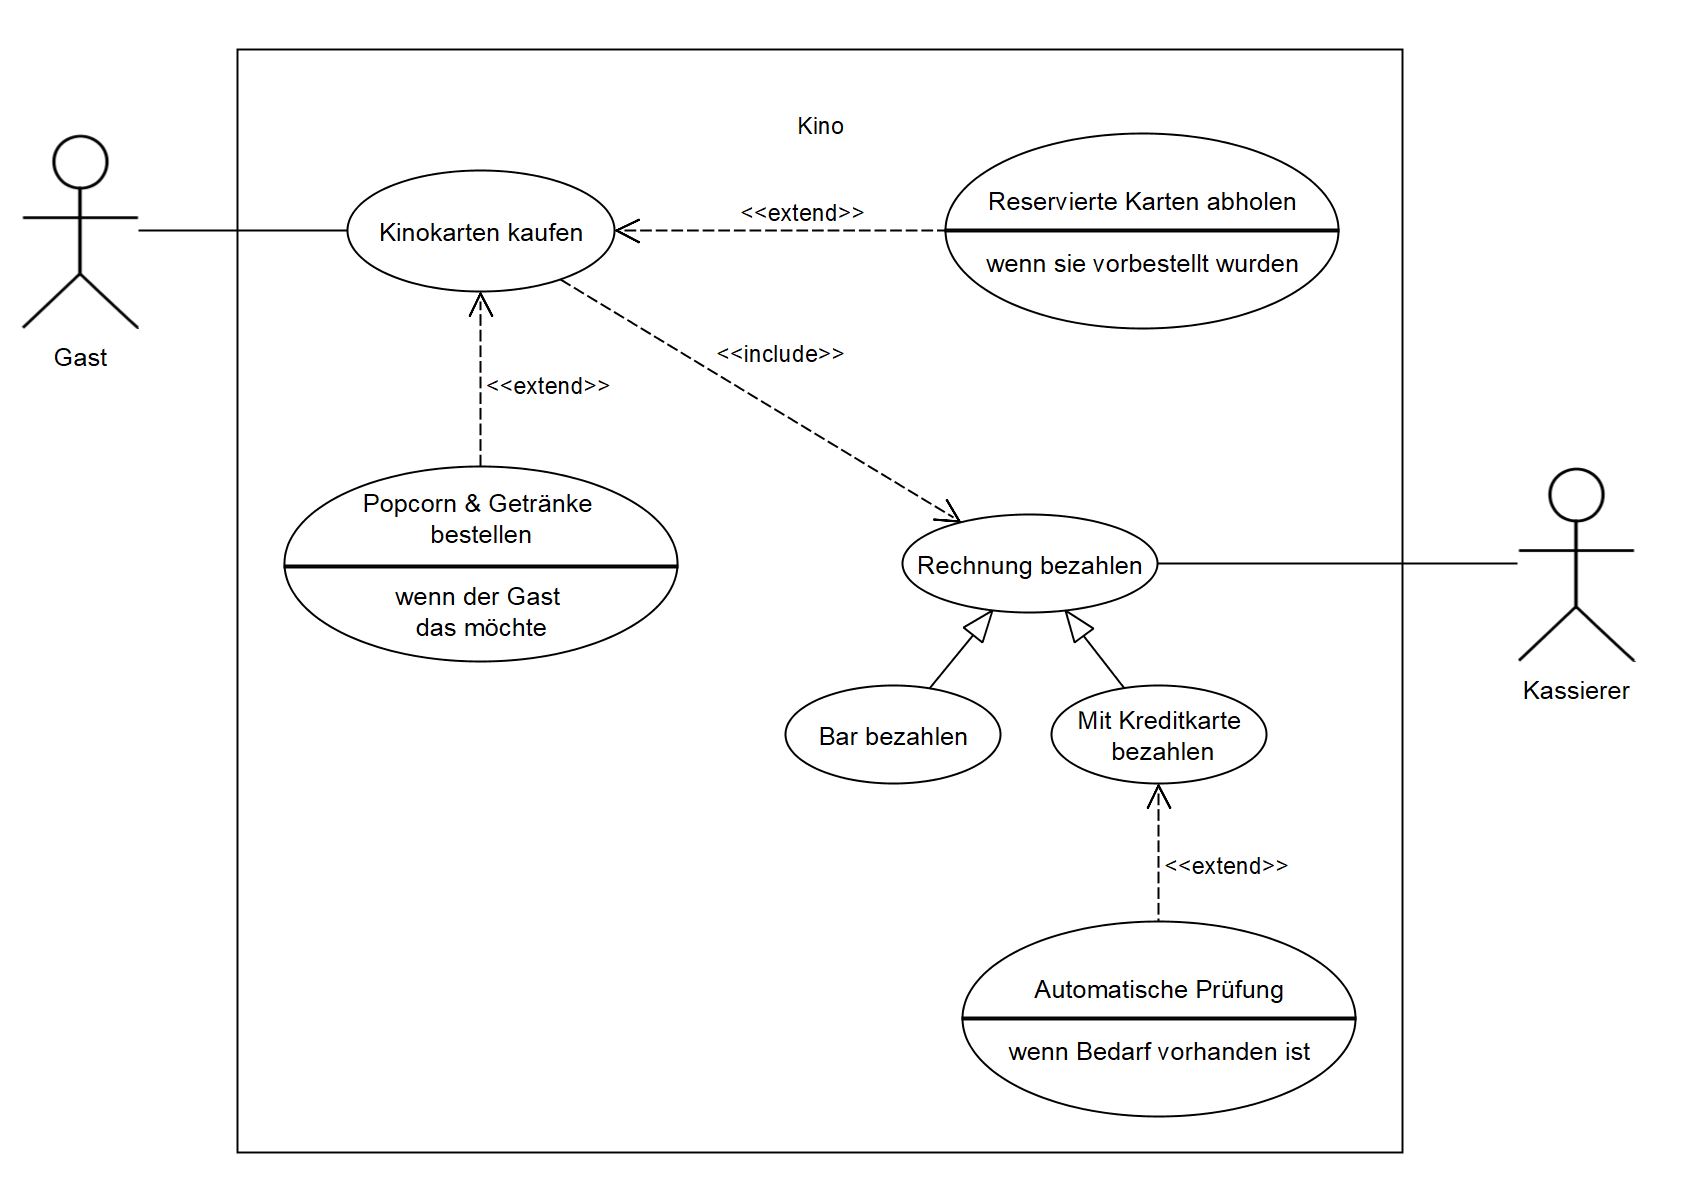 Kino
Gast
Kinokarten kaufen
<<extend>>
Reservierte Karten abholen
wenn sie vorbestellt wurden
<<include>>
<<extend>>
Popcorn & Getränke
bestellen
wenn der Gast
das möchte
Rechnung bezahlen
Kassierer
Bar bezahlen
Mit Kreditkarte
bezahlen
<<extend>>
Automatische Prüfung
wenn Bedarf vorhanden ist